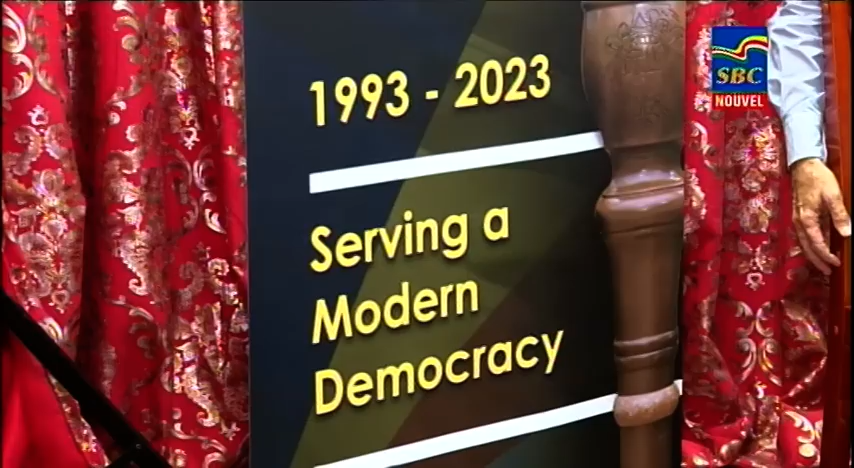 1993 - 2023
Serving a
Modern
Democracy
SBC
NOUVEL